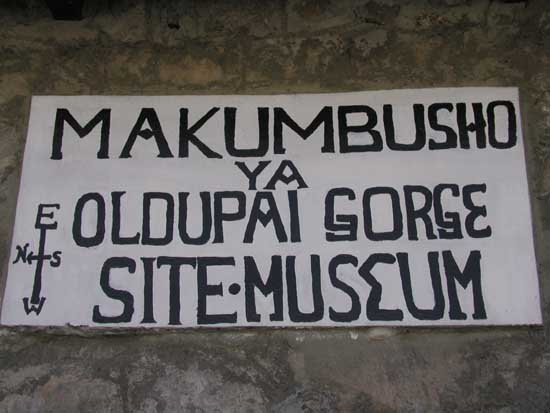 MAKUMBUSHO
YA
OLDUPAI GORGE
SITE·MUSEUM
E
N S
W